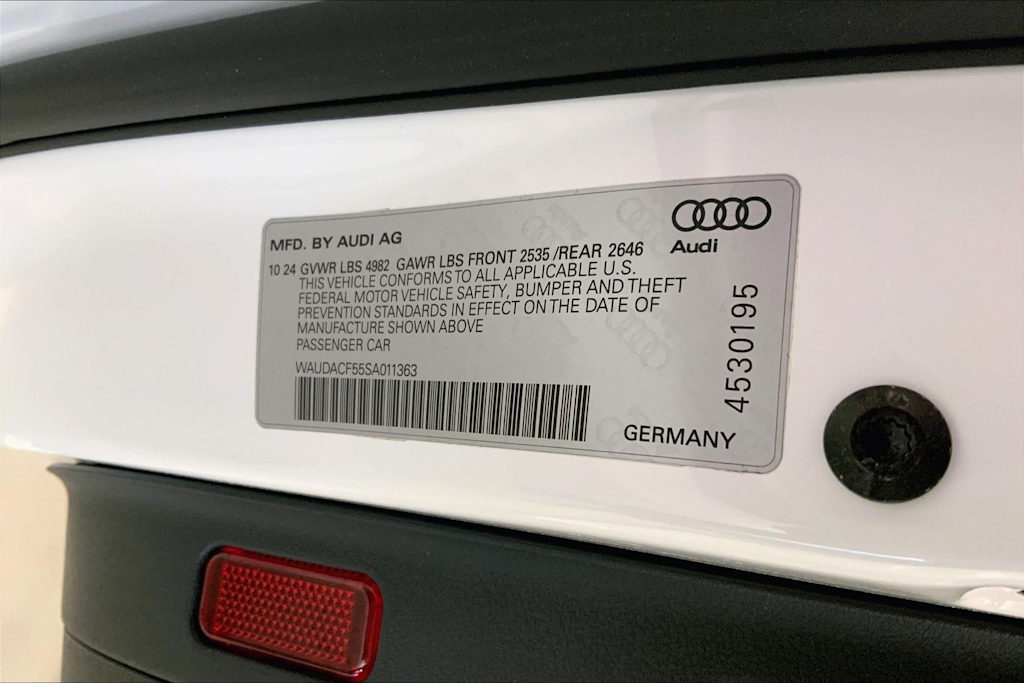 MFD. BY AUDI AG
Audi
10 24 GVWR LBS 4982 GAWR LBS FRONT 2535 /REAR 2646
THIS VEHICLE CONFORMS TO ALL APPLICABLE U.S.
FEDERAL MOTOR VEHICLE SAFETY, BUMPER AND THEFT
PREVENTION STANDARDS IN EFFECT ON THE DATE OF
MANUFACTURE SHOWN ABOVE
PASSENGER CAR
WAUDACF55SA011363
4530195
GERMANY